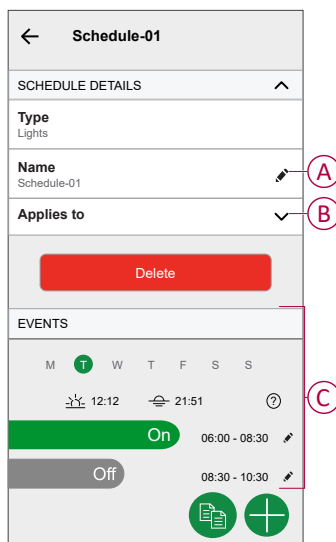 Schedule-01
SCHEDULE DETAILS
Type
Lights
Name
Schedule-01
A
Applies to
B
Delete
EVENTS
M T W T F S S
12:12 21:51 ?
C
On 06:00 - 08:30
Off 08:30 - 10:30